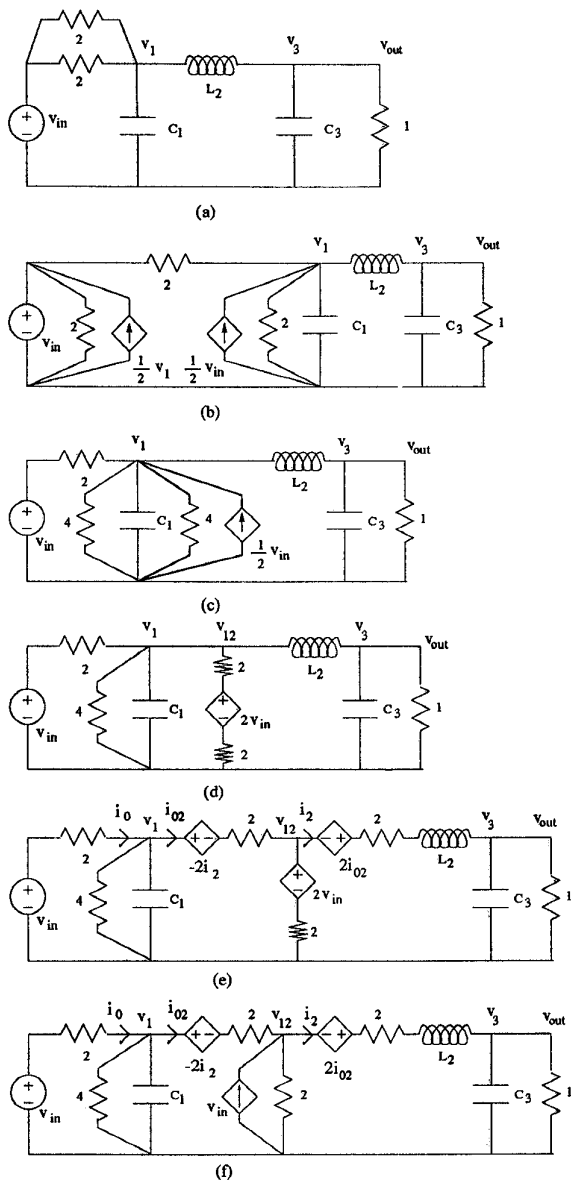 2
v1 v3 vout
2
L2
vin C1 C3 1
(a)
v1 v3 vout
2
L2
vin 2 2 C1 C3 1
1/2 v1 1/2 vin
(b)
v1 v3 vout
2
L2
vin 4 C1 4 C3 1
1/2 vin
(c)
v1 v12 v3 vout
2 2
L2
vin 4 C1 2vin C3 1
2
(d)
i0 v1 i02 2 v12 i2 2 v3 vout
2 -2i2 2i02 L2
vin 4 C1 2vin C3 1
2
(e)
i0 v1 i02 2 v12 i2 2 v3 vout
2 -2i2 2i02 L2
vin 4 C1 vin 2 C3 1
(f)